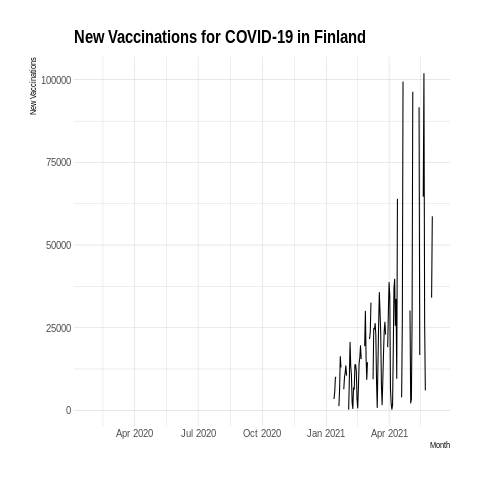 New Vaccinations for COVID-19 in Finland
New Vaccinations
100000
75000
50000
25000
0
Apr 2020 Jul 2020 Oct 2020 Jan 2021 Apr 2021
Month